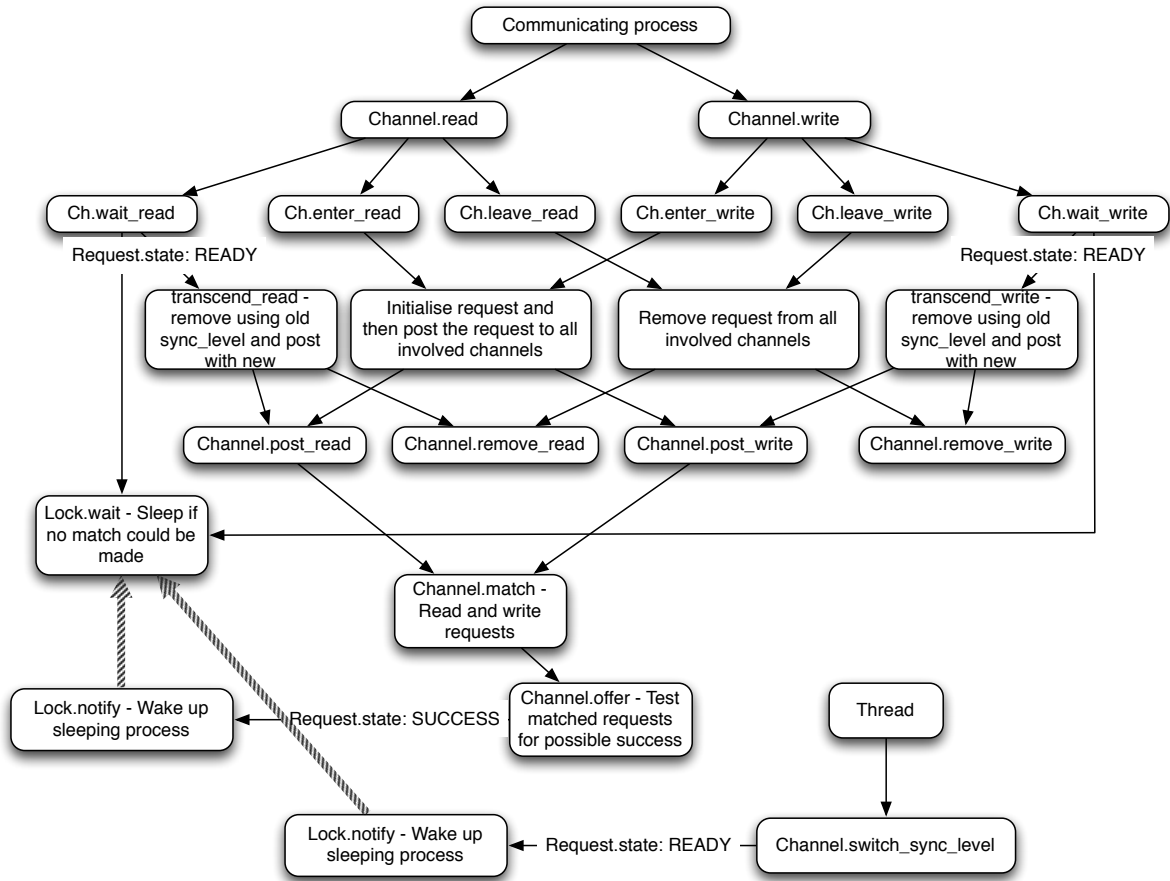 Communicating process
Channel.read
Channel.write
Ch.wait_read
Ch.enter_read
Ch.leave_read
Ch.enter_write
Ch.leave_write
Ch.wait_write
Request.state: READY
Request.state: READY
transcend_read -
remove using old
sync_level and post
with new
Initialise request and
then post the request to all
involved channels
Remove request from all
involved channels
transcend_write -
remove using old
sync_level and post
with new
Channel.post_read
Channel.remove_read
Channel.post_write
Channel.remove_write
Lock.wait - Sleep if
no match could be
made
Channel.match -
Read and write
requests
Lock.notify - Wake up
sleeping process
Request.state: SUCCESS
Channel.offer - Test
matched requests
for possible success
Thread
Lock.notify - Wake up
sleeping process
Request.state: READY
Channel.switch_sync_level